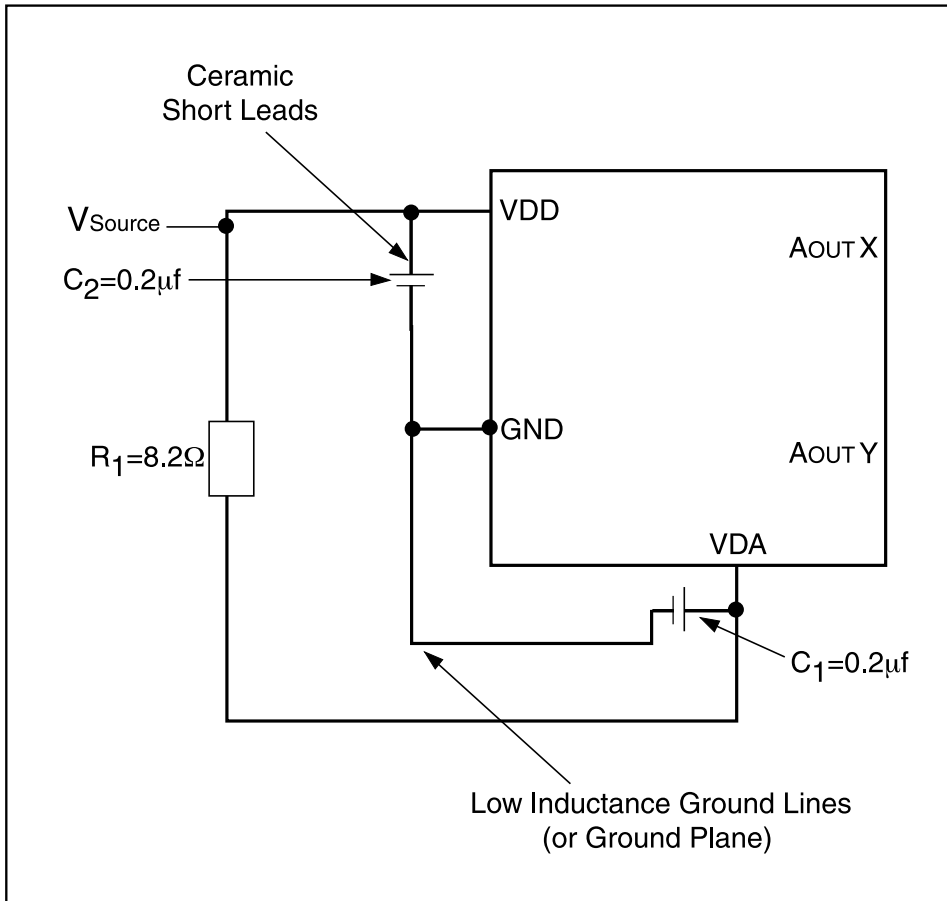 Ceramic
Short Leads
VSource
VDD
AOUT X
C2=0.2μf
GND
R1=8.2Ω
AOUT Y
VDA
C1=0.2μf
Low Inductance Ground Lines
(or Ground Plane)